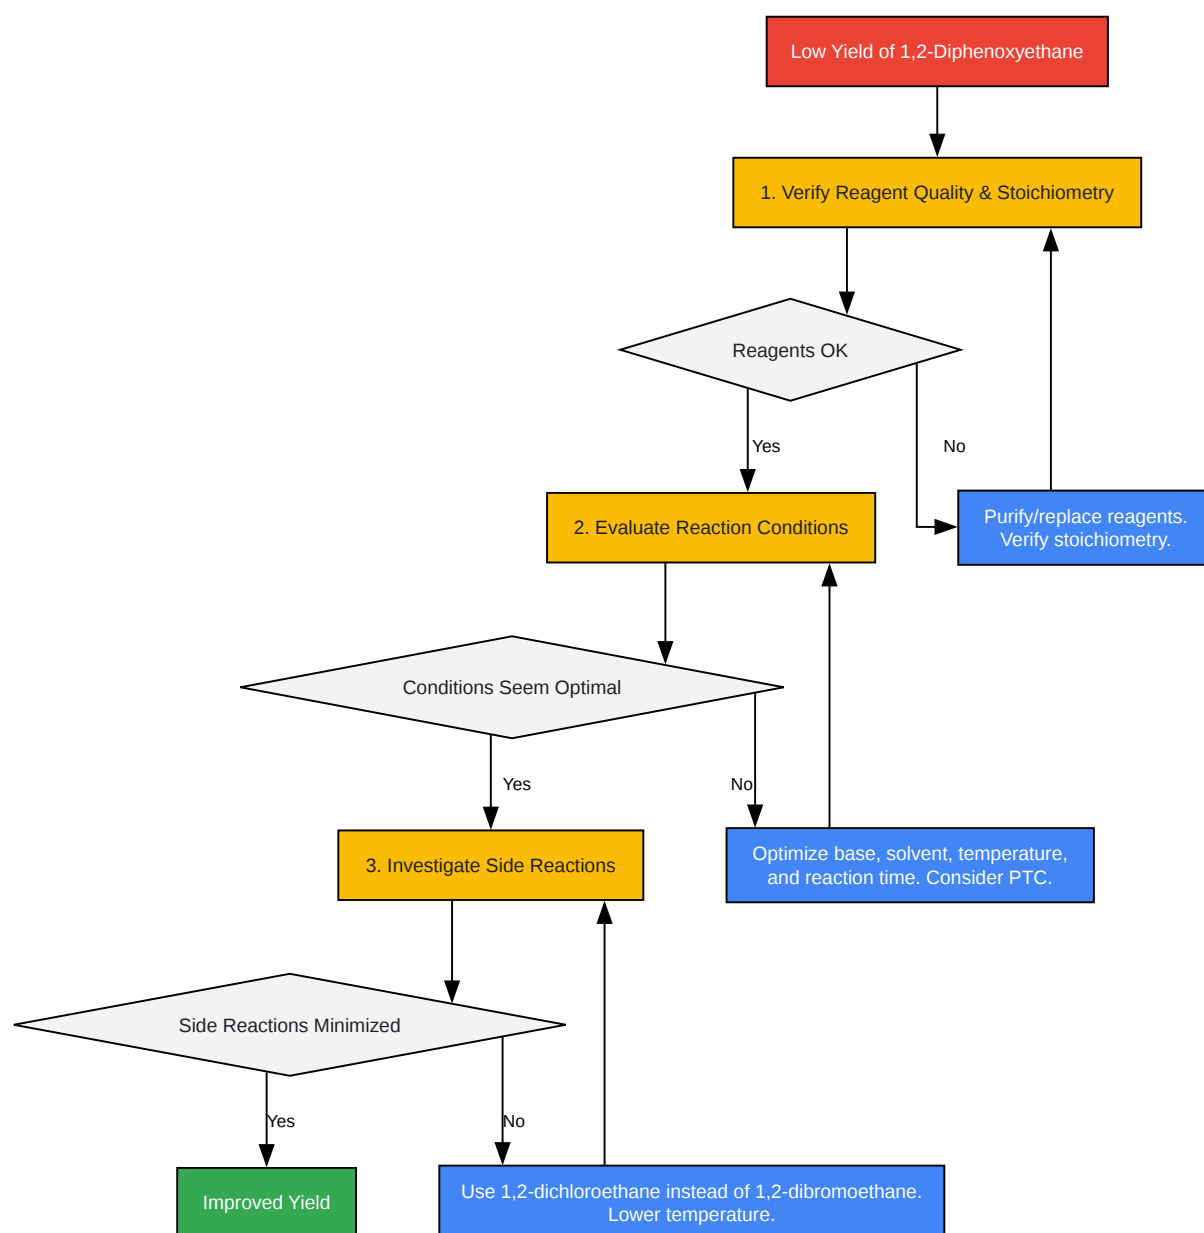 Low Yield of 1,2-Diphenoxyethane
1. Verify Reagent Quality & Stoichiometry
Reagents OK
Yes
No
2. Evaluate Reaction Conditions
Purify/replace reagents.
Verify stoichiometry.
Conditions Seem Optimal
Yes
No
3. Investigate Side Reactions
Optimize base, solvent, temperature,
and reaction time. Consider PTC.
Side Reactions Minimized
Yes
No
Improved Yield
Use 1,2-dichloroethane instead of 1,2-dibromoethane.
Lower temperature.